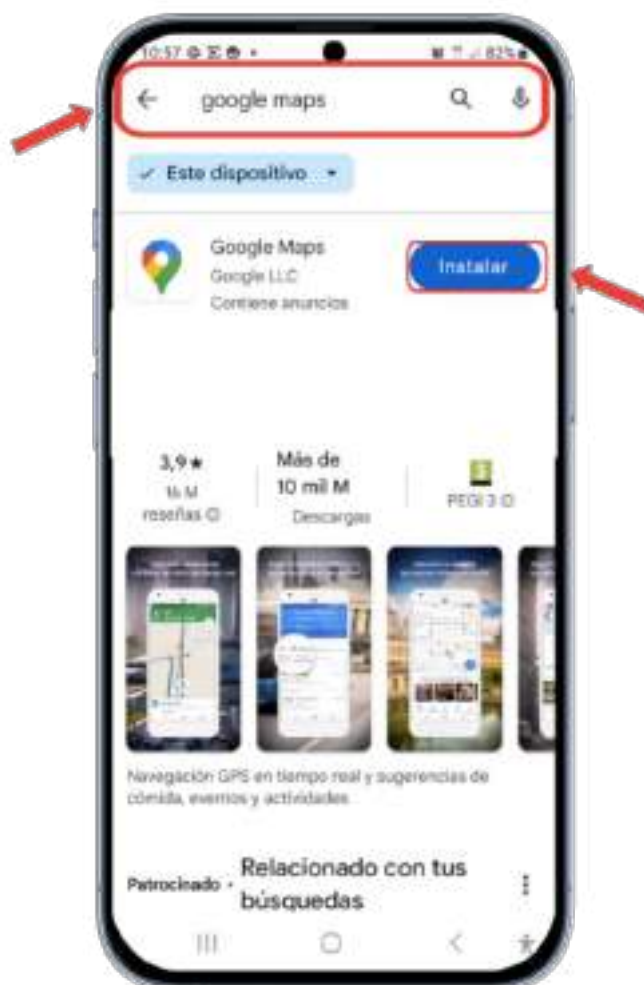 10:57
82%
google maps
Este dispositivo
Google Maps
Google LLC
Contiene anuncios
Instalar
3,9★
16 M
reseñas
Más de
10 mil M
Descargas
PEGI 3
Navegación GPS en tiempo real y sugerencias de
comida, eventos y actividades
Patrocinado ·
Relacionado con tus
búsquedas